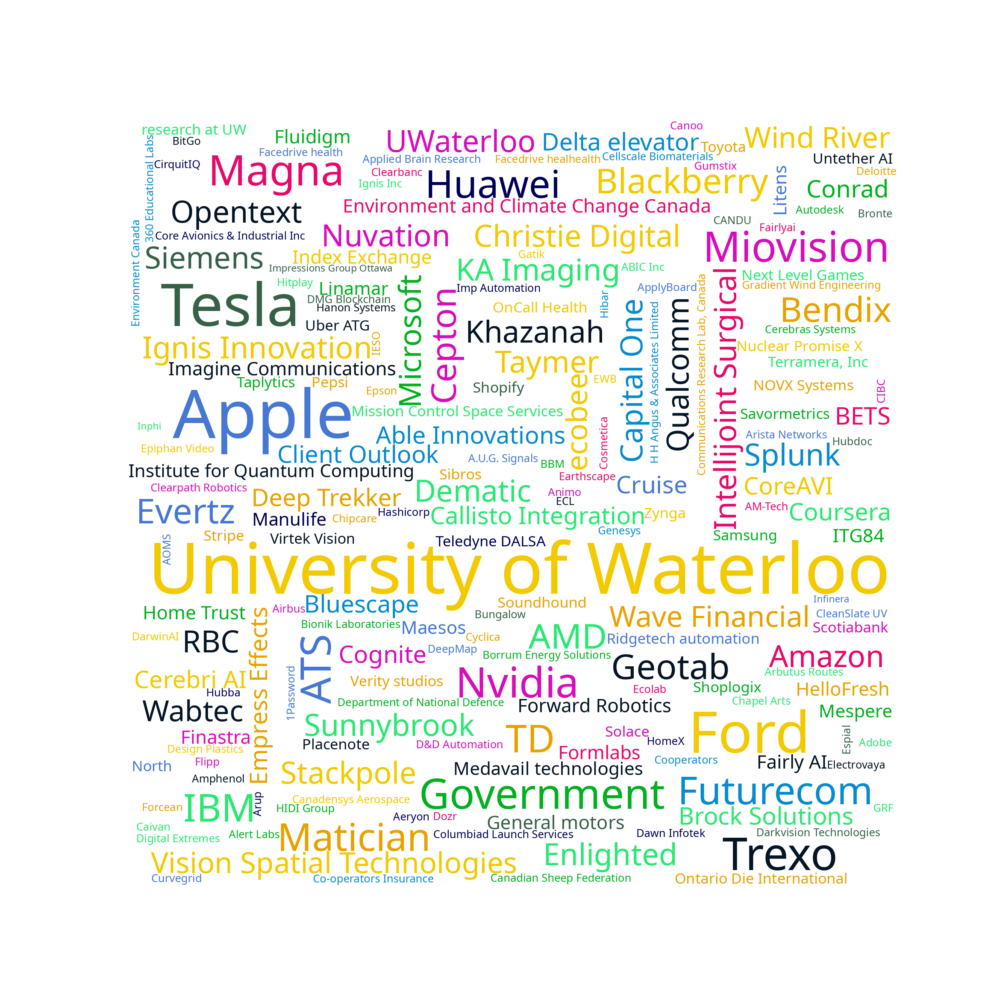 research at UW
Canoo
BitGo
Fluidigm
UWaterloo
Delta elevator
Toyota
Wind River
Facedrive health
Applied Brain Research
Facedrive healhealth
Cellscale Biomaterials
Untether AI
CirquitIQ
Magna
Clearbanc
Gumstix
Deloitte
360 Educational Labs
Ignis Inc
Huawei
Blackberry
Litens
Conrad
Opentext
Environment and Climate Change Canada
Autodesk
Bronte
CANDU
Fairlyai
Core Avionics & Industrial Inc
Nuvation
Christie Digital
Miovision
Environment Canada
Siemens
Index Exchange
Gatik
Impressions Group Ottawa
KA Imaging
ABIC Inc
Next Level Games
Hitplay
Linamar
Imp Automation
ApplyBoard
Gradient Wind Engineering
Tesla
DMG Blockchain
Hanon Systems
Microsoft
Cepton
OnCall Health
Hibar
Capital One
H H Angus & Associates Limited
Qualcomm
Communications Research Lab, Canada
Intellijoint Surgical
Bendix
Uber ATG
Khazanah
Cerebras Systems
Ignis Innovation
IESO
Nuclear Promise X
Imagine Communications
Taymer
Terramera, Inc
Taplytics
Pepsi
Epson
Shopify
ecobee
EWB
NOVX Systems
CIBC
Apple
Mission Control Space Services
Savormetrics
BETS
Inphi
Able Innovations
Cosmetica
Arista Networks
Hubdoc
Epiphan Video
Client Outlook
A.U.G. Signals
BBM
Splunk
Institute for Quantum Computing
Sibros
Earthscape
Clearpath Robotics
Deep Trekker
Dematic
Animo
ECL
Cruise
CoreAVI
Evertz
Manulife
Chipcare
Hashicorp
Callisto Integration
Zynga
AM-Tech
Coursera
Stripe
Virtek Vision
Teledyne DALSA
Genesys
Samsung
ITG84
AOMS
University of Waterloo
Home Trust
Airbus
Bluescape
Soundhound
Infinera
Bungalow
Wave Financial
CleanSlate UV
Bionik Laboratories
Maesos
Scotiabank
DarwinAI
RBC
Empress Effects
ATS
Cyclica
AMD
Ridgetech automation
Cognite
DeepMap
Borrum Energy Solutions
Geotab
Amazon
Cerebri AI
1Password
Verity studios
Nvidia
Arbutus Routes
Hubba
Ecolab
Shoplogix
HelloFresh
Wabtec
Department of National Defence
Forward Robotics
Chapel Arts
Mespere
Sunnybrook
Finastra
Placenote
D&D Automation
TD
Solace
HomeX
Ford
Espial
Adobe
Design Plastics
Formlabs
North
Flipp
Stackpole
Medavail technologies
Cooperators
Fairly AI
Electrovaya
Amphenol
IBM
Arup
Canadensys Aerospace
Government
Futurecom
Forcean
HIDI Group
Aeryon
Dozr
General motors
Brock Solutions
GRF
Caivan
Digital Extremes
Alert Labs
Matician
Columbiad Launch Services
Dawn Infotek
Darkvision Technologies
Vision Spatial Technologies
Enlighted
Trexo
Curvegrid
Co-operators Insurance
Canadian Sheep Federation
Ontario Die International